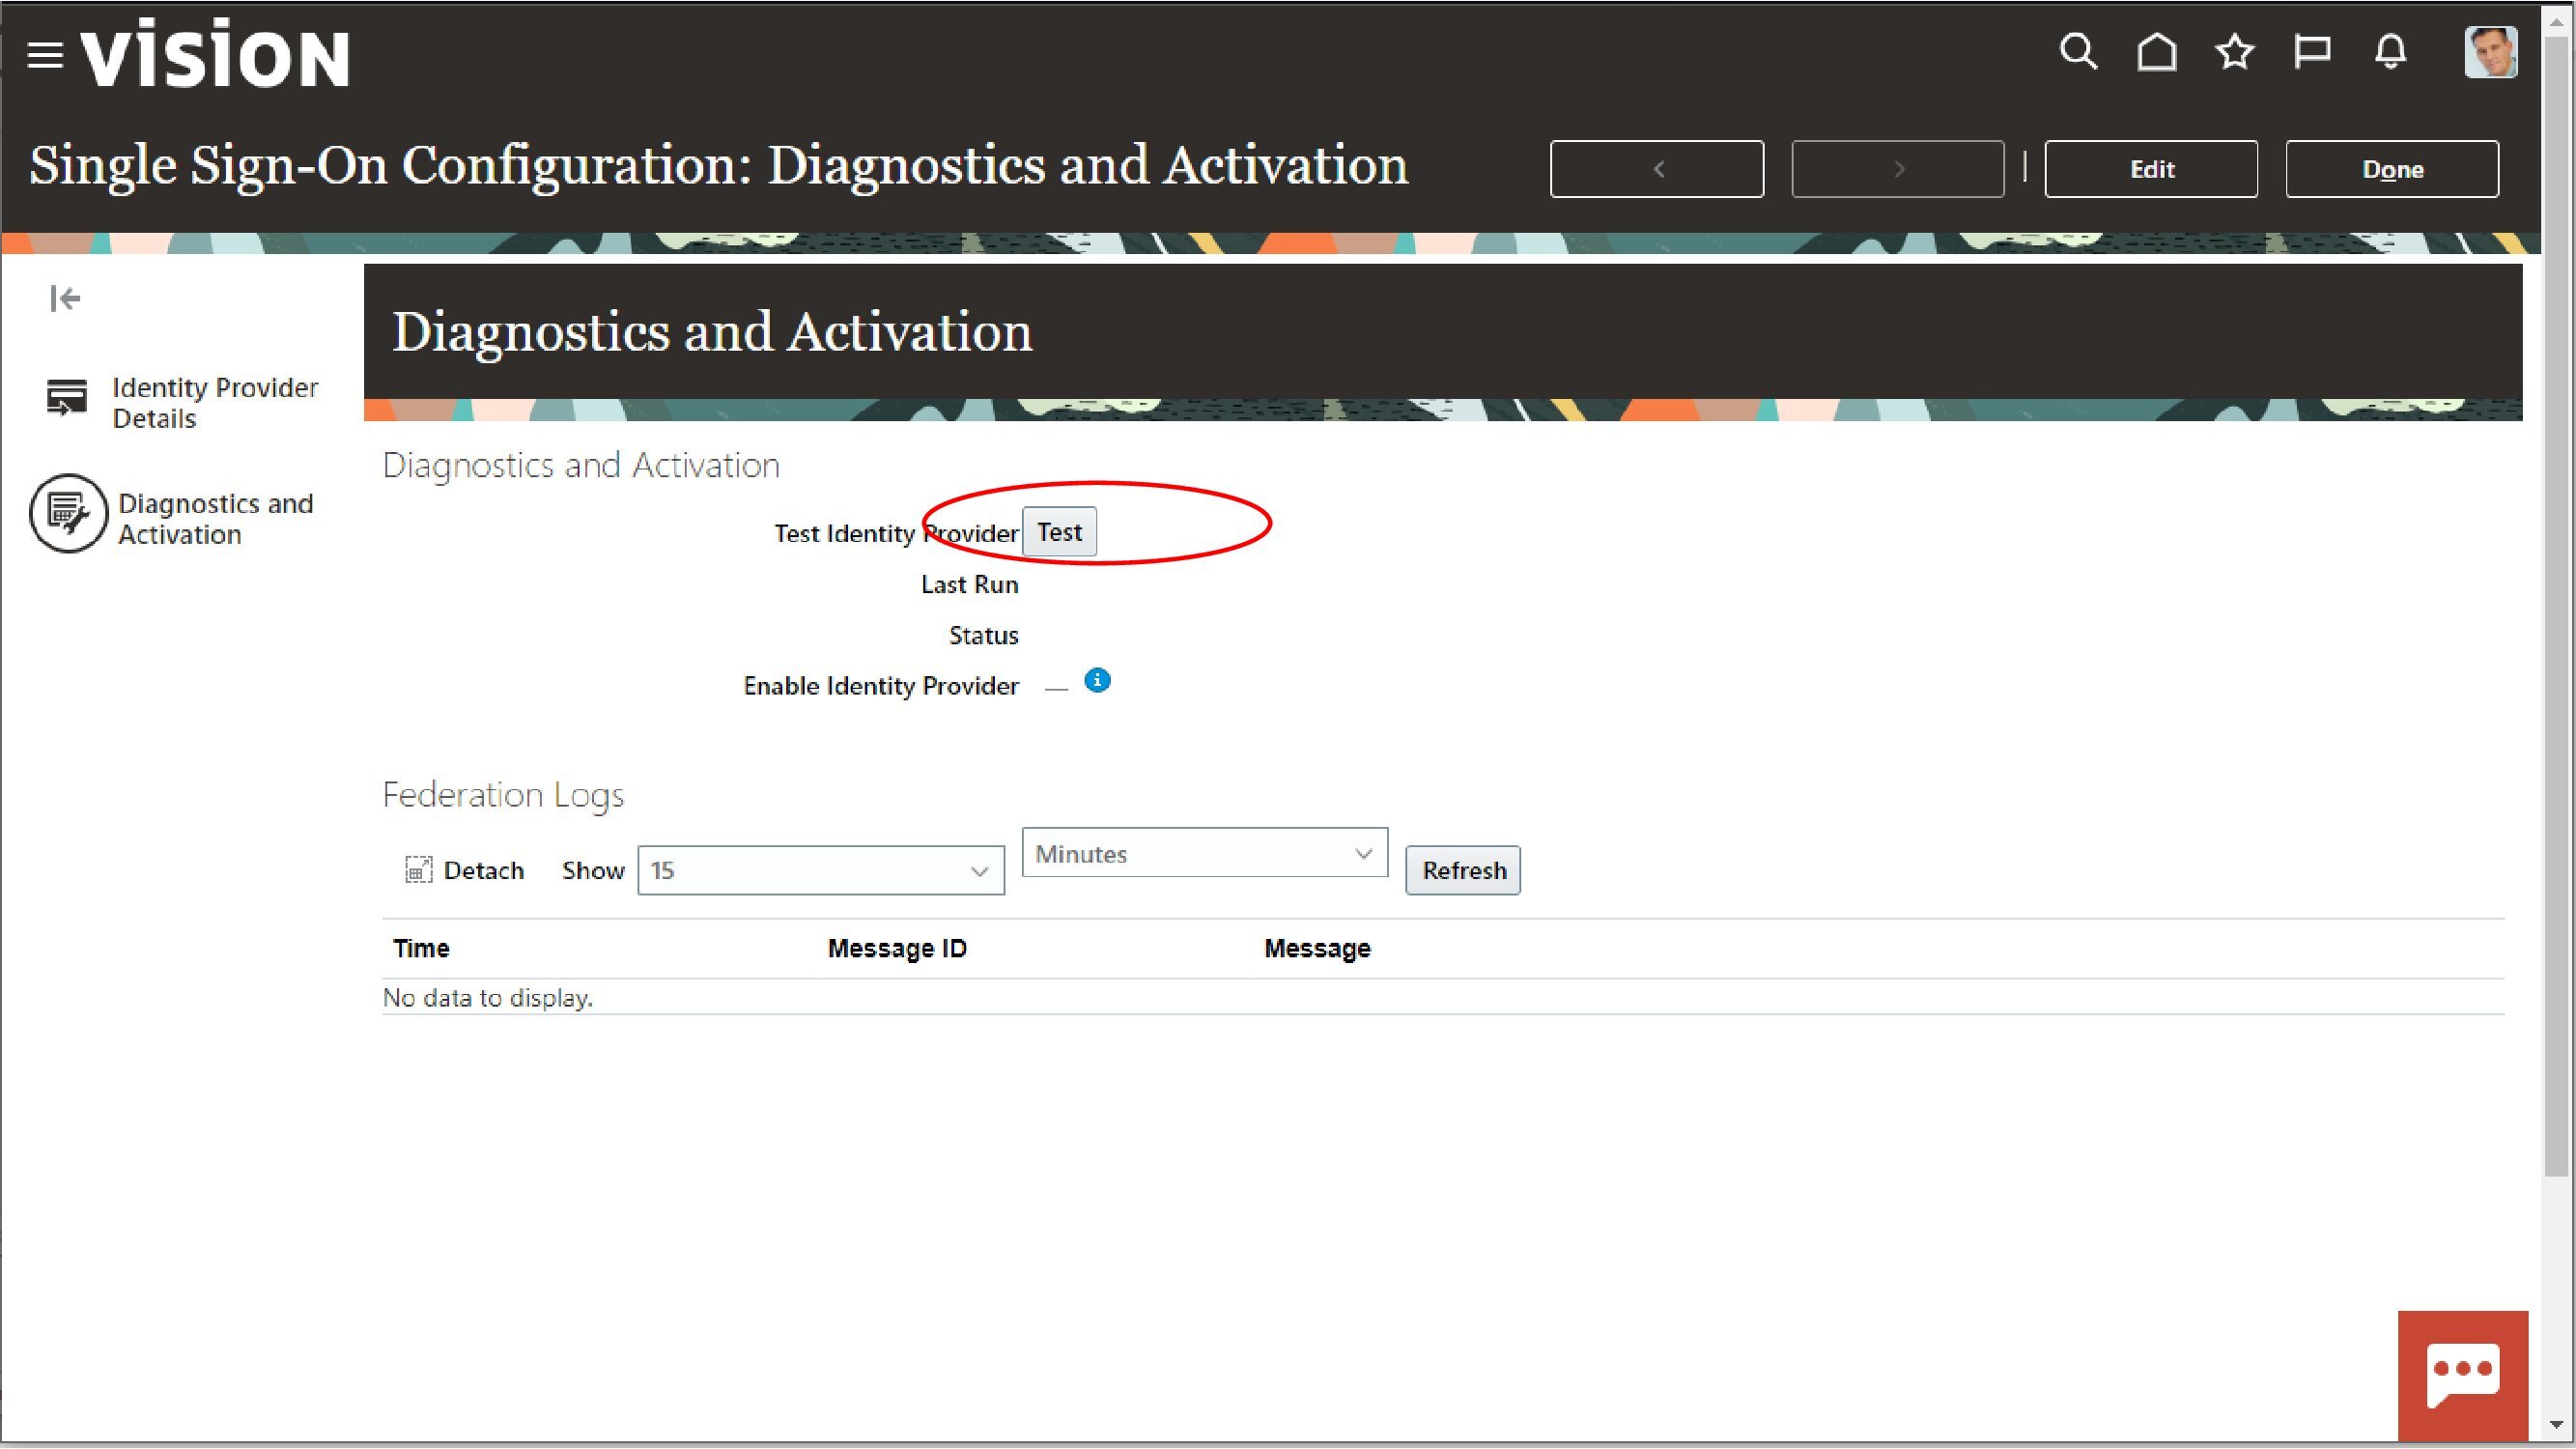 VISION
Single Sign-On Configuration: Diagnostics and Activation
<
>
|
Edit
Done
Identity Provider
Details
Diagnostics and
Activation
Diagnostics and Activation
Diagnostics and Activation
Test Identity Provider Test
Last Run
Status
Enable Identity Provider
Federation Logs
Detach Show 15 Minutes Refresh
Time Message ID Message
No data to display.